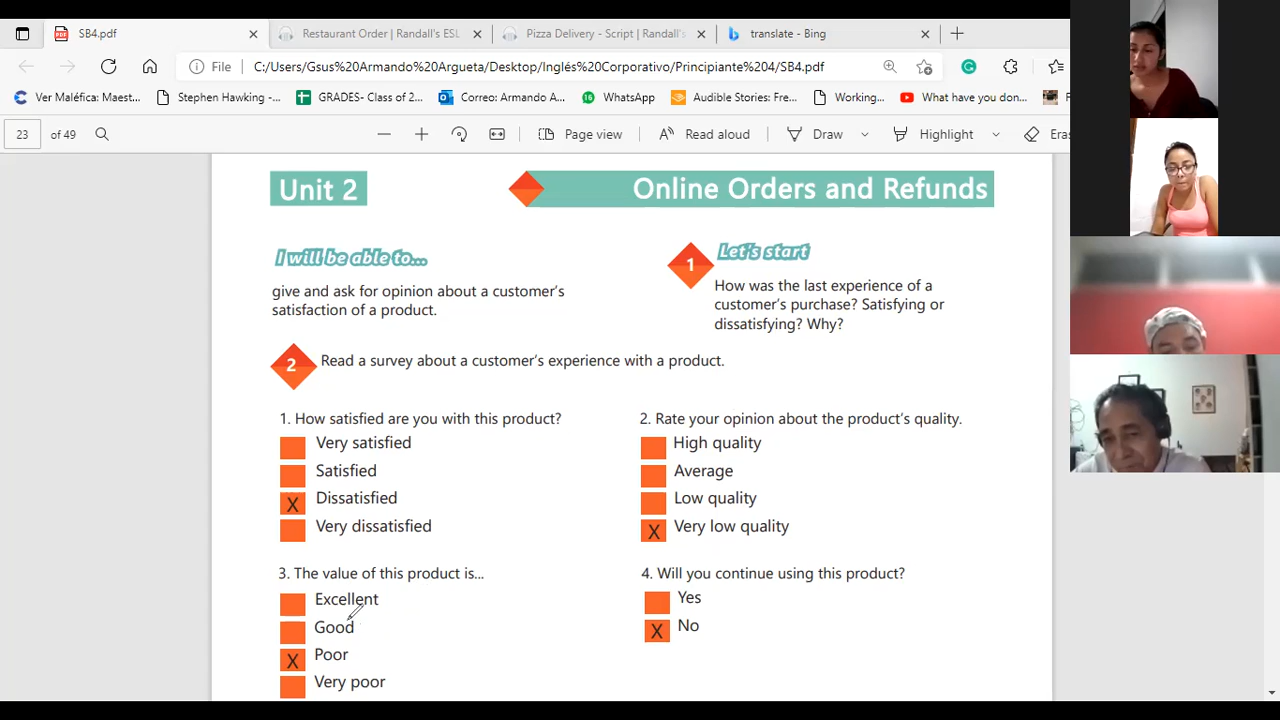 SB4.pdf
Restaurant Order | Randall's ESL
Pizza Delivery - Script | Randall's
translate - Bing
File
C:/Users/Gsus%20Armando%20Argueta/Desktop/Inglés%20Corporativo/Principiante%204/SB4.pdf
Ver Maléfica: Maest...
Stephen Hawking -...
GRADES- Class of 2...
Correo: Armando A...
16
WhatsApp
Audible Stories: Fre...
Working...
What have you don...
23
of 49
Page view
Read aloud
Draw
Highlight
Eras
Unit 2
Online Orders and Refunds
I will be able to...
give and ask for opinion about a customer's
satisfaction of a product.
1
Let's start
How was the last experience of a
customer's purchase? Satisfying or
dissatisfying? Why?
2
Read a survey about a customer's experience with a product.
1. How satisfied are you with this product?
Very satisfied
Satisfied
X Dissatisfied
Very dissatisfied
2. Rate your opinion about the product's quality.
High quality
Average
Low quality
X Very low quality
3. The value of this product is...
Excellent
Good
X Poor
Very poor
4. Will you continue using this product?
Yes
X No